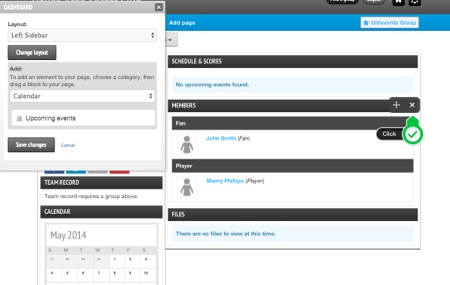 DASHBOARD
Layout:
Left Sidebar
Change layout
Add:
To add an element to your page, choose a category, then
drag a block to your page.
Calendar
Upcoming events
Save changes
Cancel
Add page
Unfavorite Group
SCHEDULE & SCORES
No upcoming events found.
MEMBERS
Fan
Click
John Smith (Fan)
Player
Sherry Phillips (Player)
FILES
There are no files to view at this time.
TEAM RECORD
Team record requires a group above.
CALENDAR
May 2014
S M T W T F S
27 28 29 30 1 2 3
4 5 6 7 8 9 10